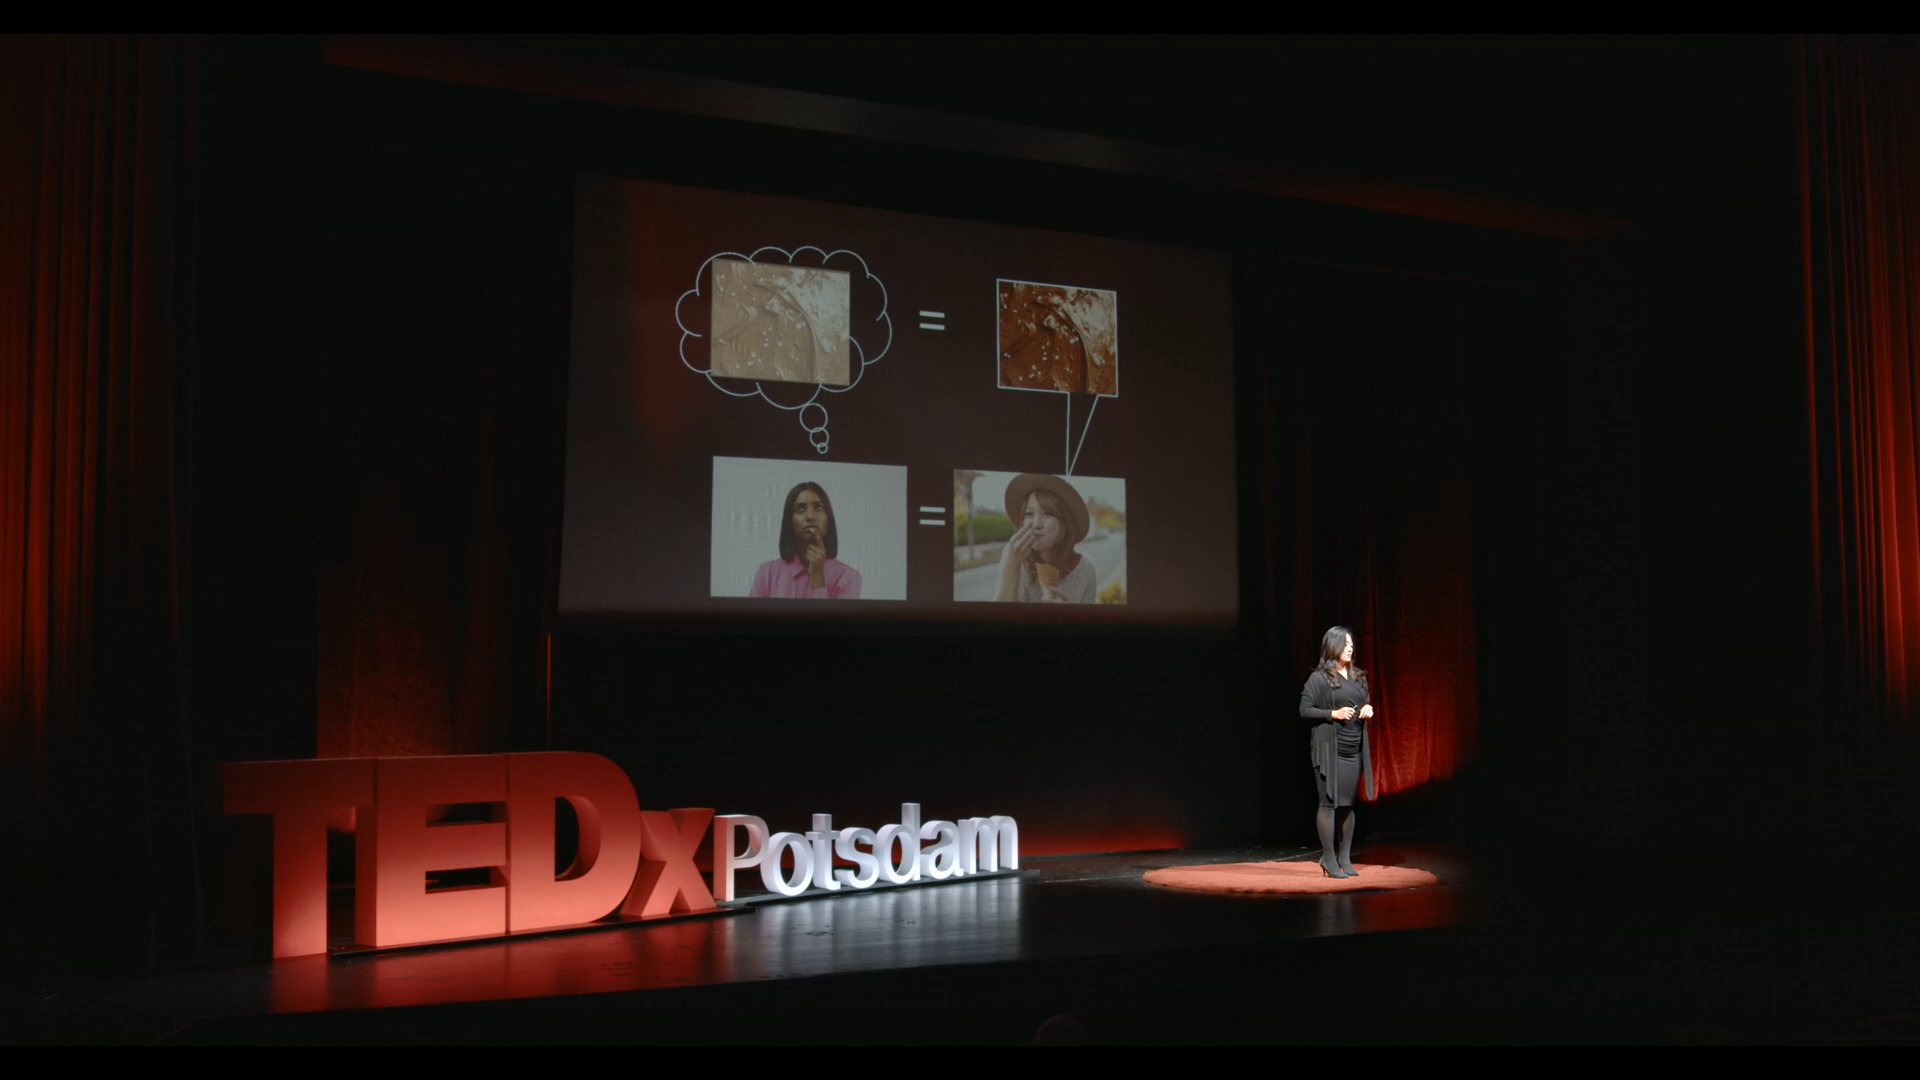 =
=
TEDxPotsdam